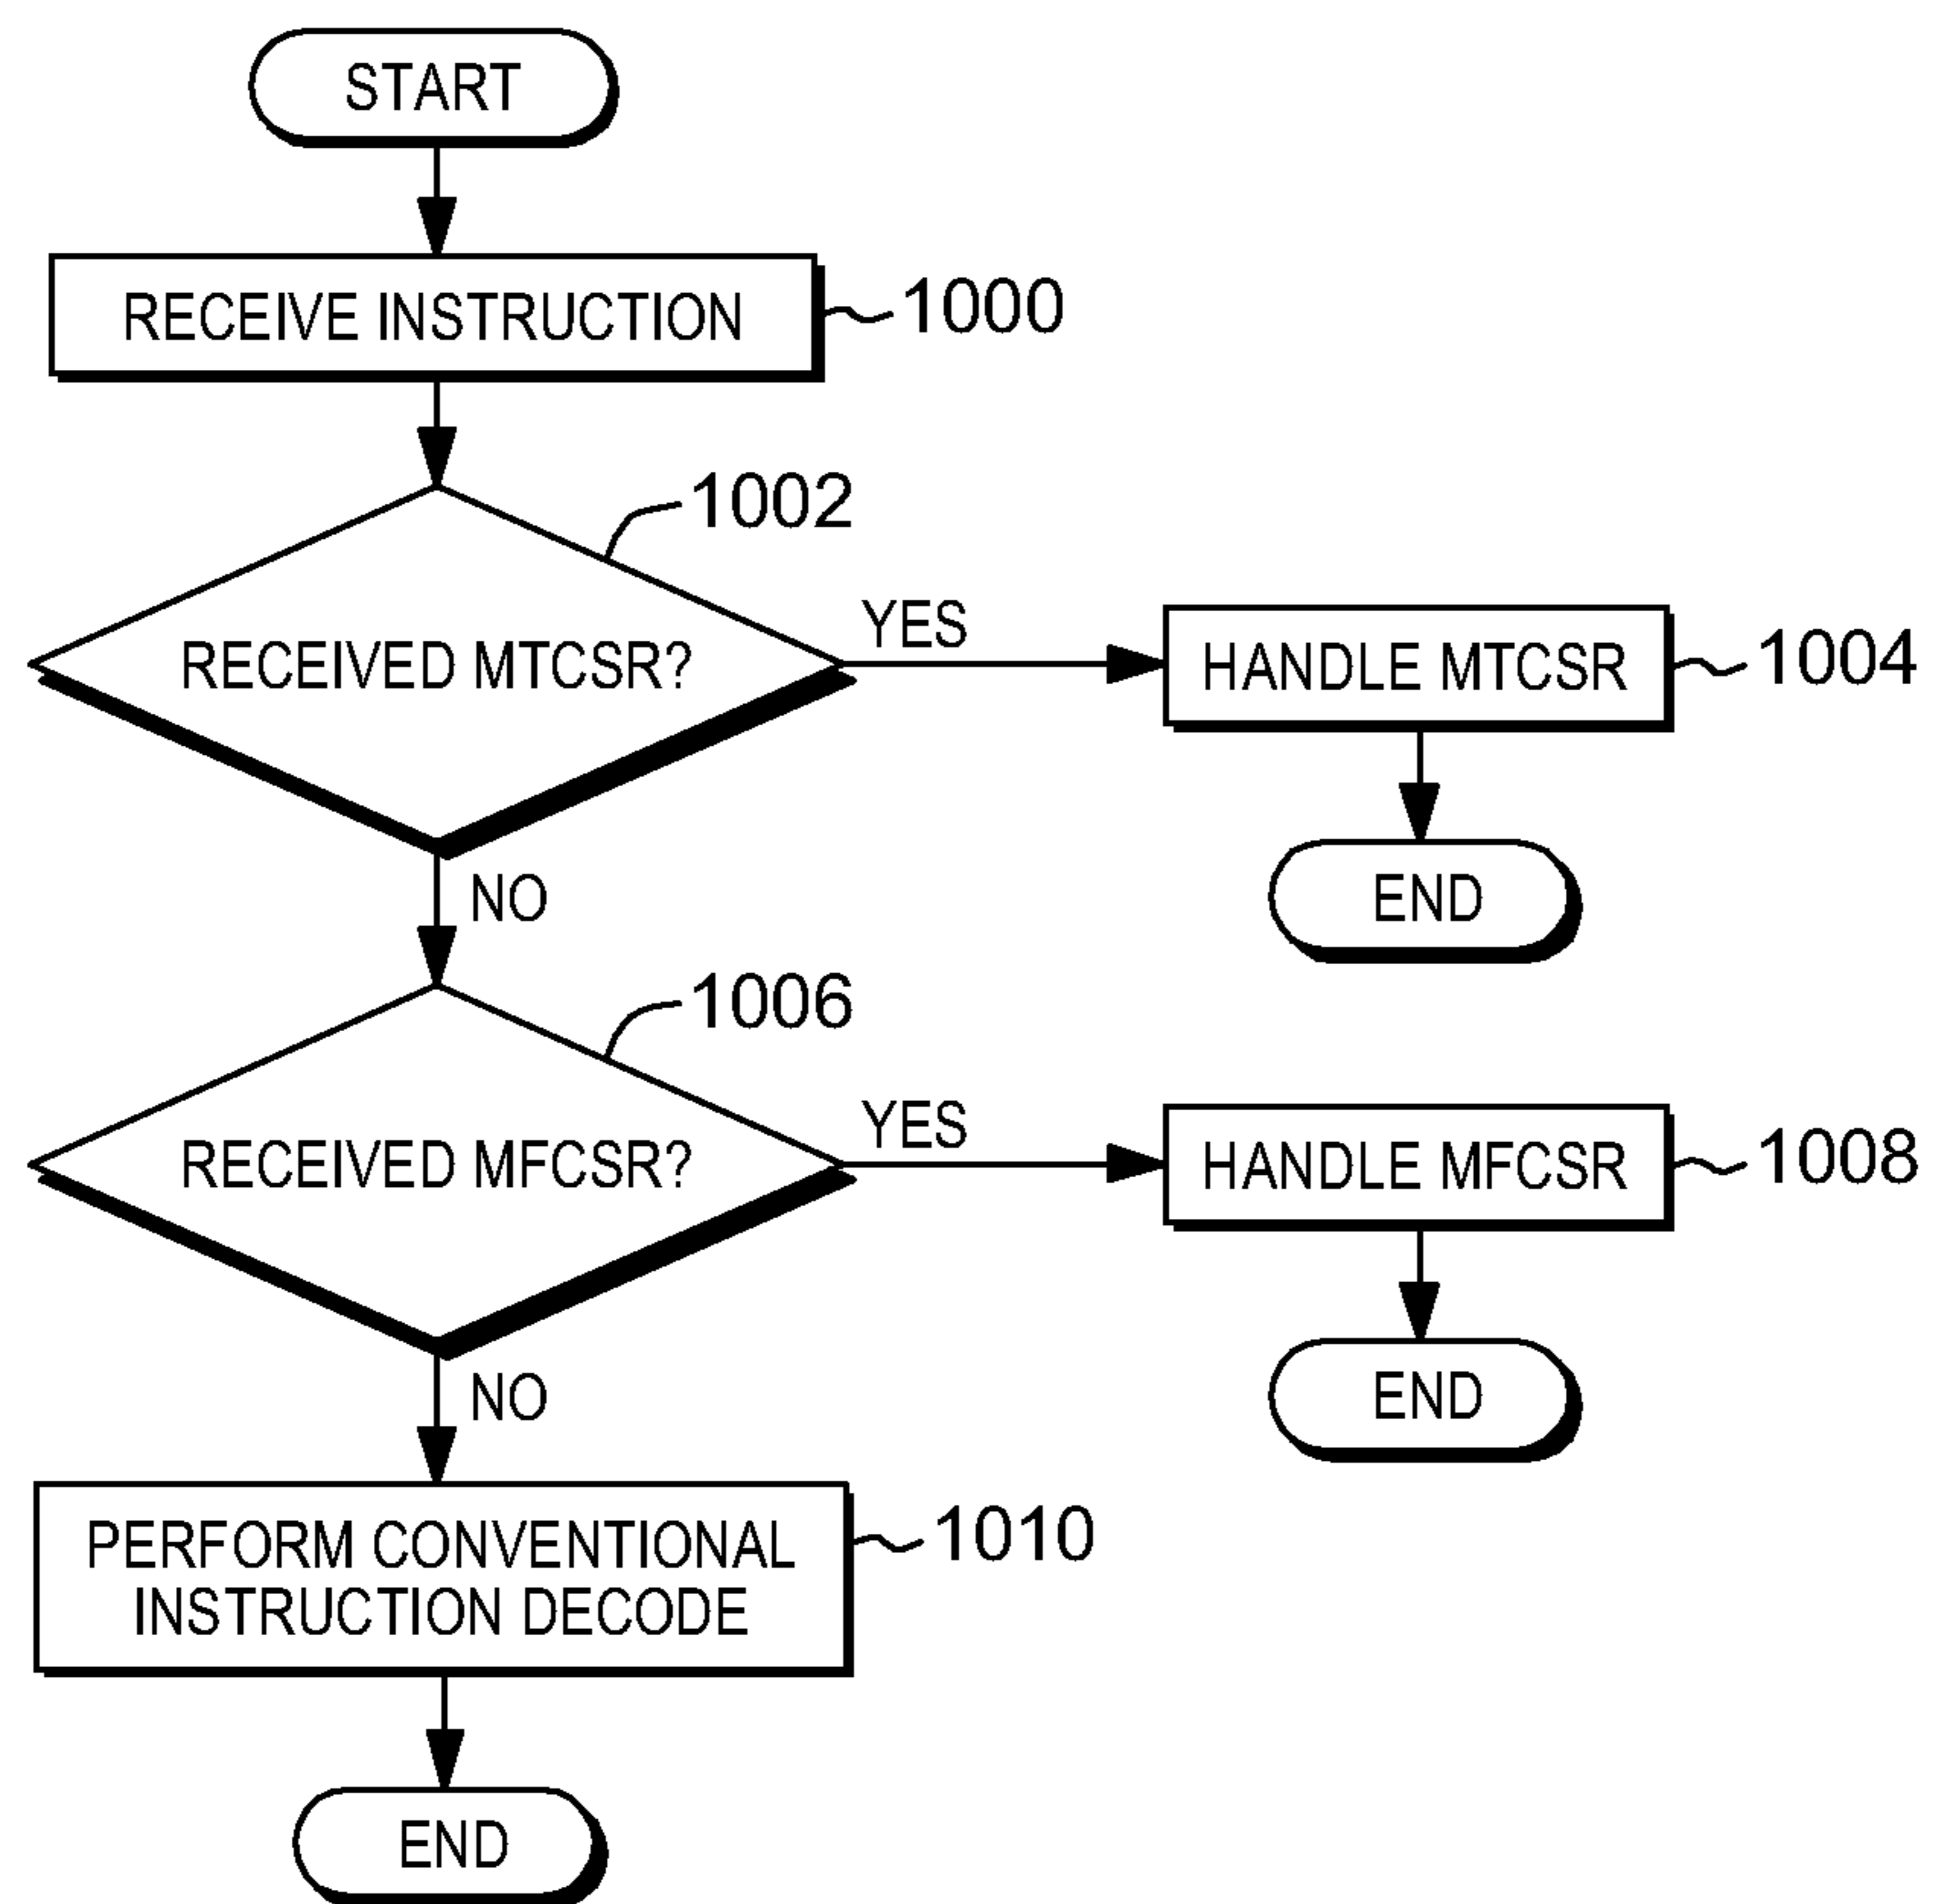 START
RECEIVE INSTRUCTION
1000
1002
RECEIVED MTCSR?
YES
HANDLE MTCSR
1004
END
NO
1006
RECEIVED MFCSR?
YES
HANDLE MFCSR
1008
END
NO
PERFORM CONVENTIONAL
INSTRUCTION DECODE
1010
END